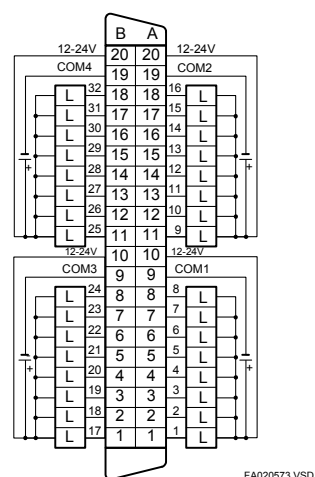 B A
12-24V 20 20 12-24V
COM4 19 19 COM2
L 32 18 18 16 L
L 31 17 17 15 L
L 30 16 16 14 L
L 29 15 15 13 L
L 28 14 14 12 L
L 27 13 13 11 L
L 26 12 12 10 L
L 25 11 11 9 L
12-24V 10 10 12-24V
COM3 9 9 COM1
L 24 8 8 8 L
L 23 7 7 7 L
L 22 6 6 6 L
L 21 5 5 5 L
L 20 4 4 4 L
L 19 3 3 3 L
L 18 2 2 2 L
L 17 1 1 1 L
+ +
+ +
EA020573.VSD